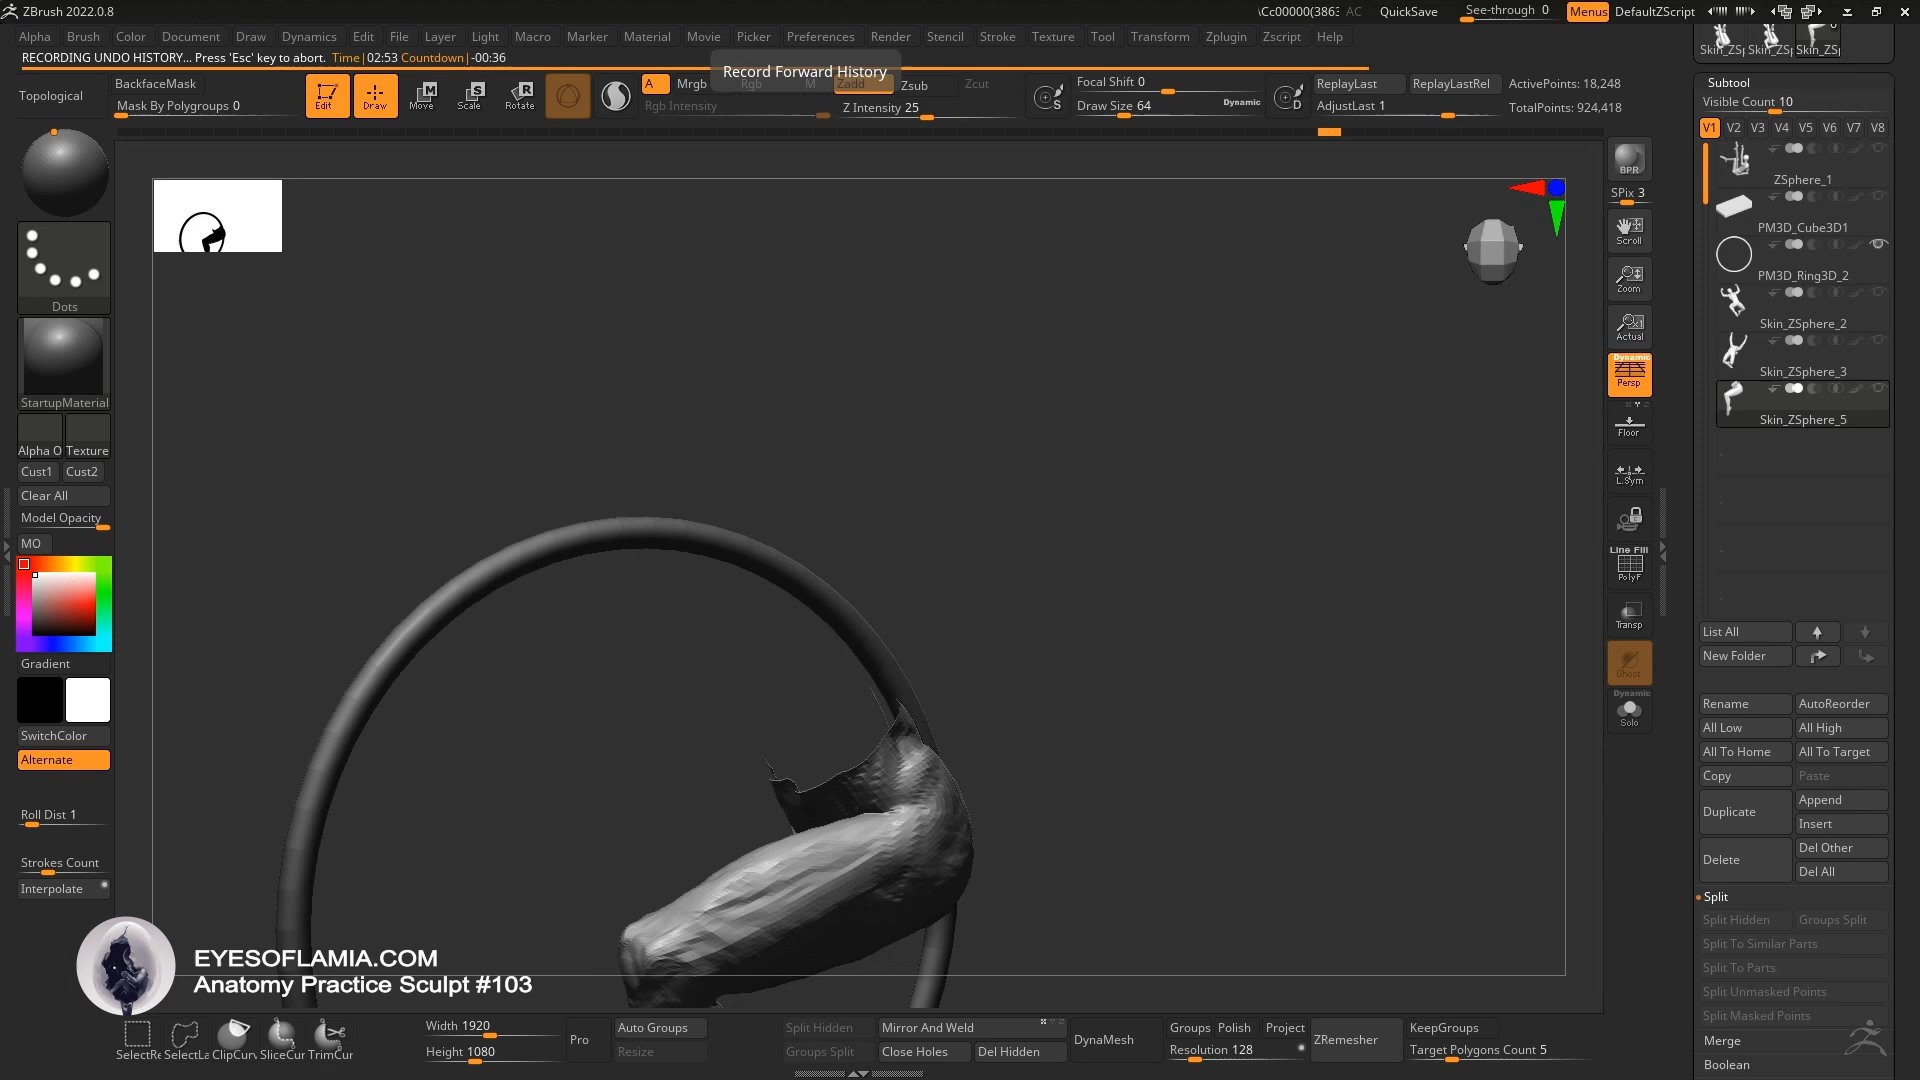 ZBrush 2022.0.8
\Cc00000(3863 AC QuickSave See-through 0 Menus DefaultZScript
Alpha Brush Color Document Draw Dynamics Edit File Layer Light Macro Marker Material Movie Picker Preferences Render Stencil Stroke Texture Tool Transform Zplugin Zscript Help
RECORDING UNDO HISTORY... Press 'Esc' key to abort. Time|02:53 Countdown|-00:36
Record Forward History
Topological
BackfaceMask
Mask By Polygroups 0
Edit Draw Move Scale Rotate
A Mrgb Rgb M Zadd Zsub Zcut
Rgb Intensity
Z Intensity 25
Focal Shift 0
Draw Size 64 Dynamic
ReplayLast ReplayLastRel
AdjustLast 1
ActivePoints: 18,248
TotalPoints: 924,418
Dots
StartupMaterial
Alpha O Texture
Cust1 Cust2
Clear All
Model Opacity
MO
Gradient
SwitchColor
Alternate
Roll Dist 1
Strokes Count
Interpolate
BPR
SPix 3
Scroll
Zoom
Actual
Dynamic
Persp
Floor
L.Sym
Line Fill
PolyF
Transp
Ghost
Dynamic
Solo
Skin_ZSp Skin_ZSp Skin_ZSp
Subtool
Visible Count 10
V1 V2 V3 V4 V5 V6 V7 V8
ZSphere_1
PM3D_Cube3D1
PM3D_Ring3D_2
Skin_ZSphere_2
Skin_ZSphere_3
Skin_ZSphere_5
List All
New Folder
Rename AutoReorder
All Low All High
All To Home All To Target
Copy Paste
Duplicate Append
Insert
Delete Del Other
Del All
Split
Split Hidden Groups Split
Split To Similar Parts
Split To Parts
Split Unmasked Points
Split Masked Points
Merge
Boolean
EYESOFLAMIA.COM
Anatomy Practice Sculpt #103
SelectRe SelectLa ClipCurv SliceCur TrimCur
Width 1920
Height 1080
Pro
Auto Groups
Resize
Split Hidden
Groups Split
Mirror And Weld
Close Holes Del Hidden
DynaMesh
Groups Polish Project
Resolution 128
ZRemesher
KeepGroups
Target Polygons Count 5